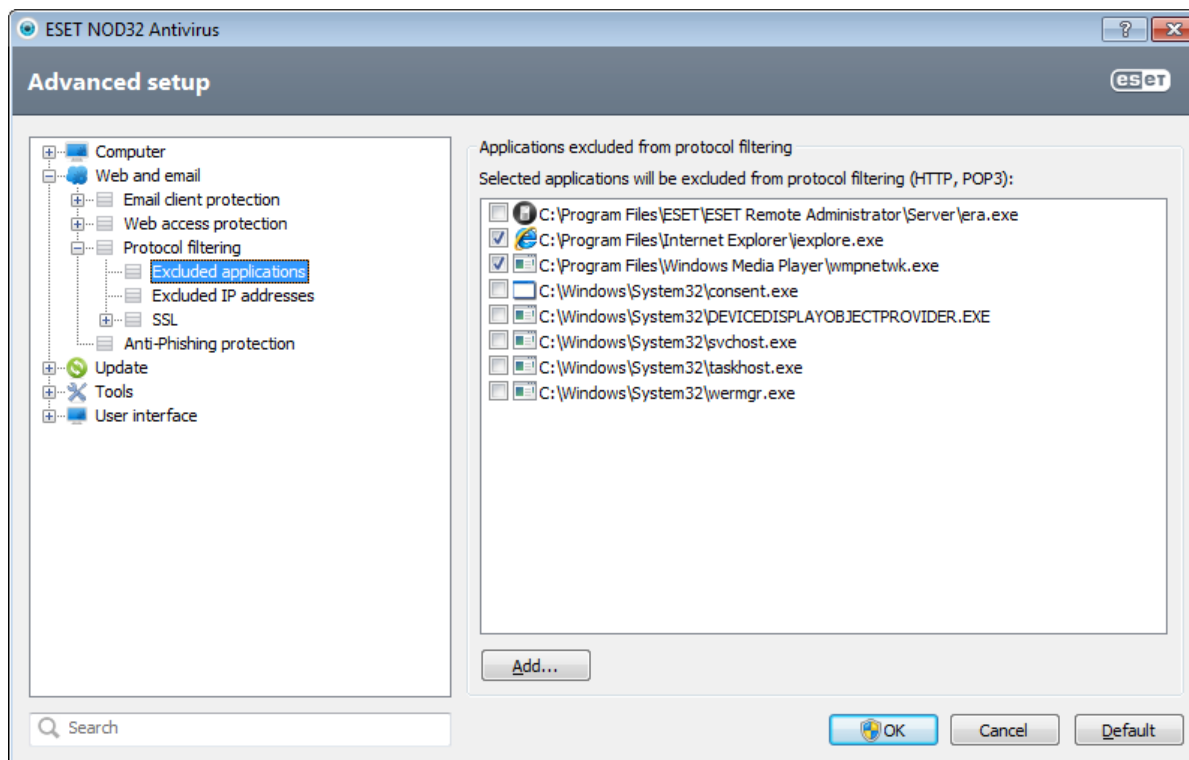 ESET NOD32 Antivirus
?
Advanced setup
eset
Computer
Web and email
Email client protection
Web access protection
Protocol filtering
Excluded applications
Excluded IP addresses
SSL
Anti-Phishing protection
Update
Tools
User interface
Search
Applications excluded from protocol filtering
Selected applications will be excluded from protocol filtering (HTTP, POP3):
C:\Program Files\ESET\ESET Remote Administrator\Server\era.exe
C:\Program Files\Internet Explorer\iexplore.exe
C:\Program Files\Windows Media Player\wmpnetwk.exe
C:\Windows\System32\consent.exe
C:\Windows\System32\DEVICEDISPLAYOBJECTPROVIDER.EXE
C:\Windows\System32\svchost.exe
C:\Windows\System32\taskhost.exe
C:\Windows\System32\wermgr.exe
Add...
OK
Cancel
Default